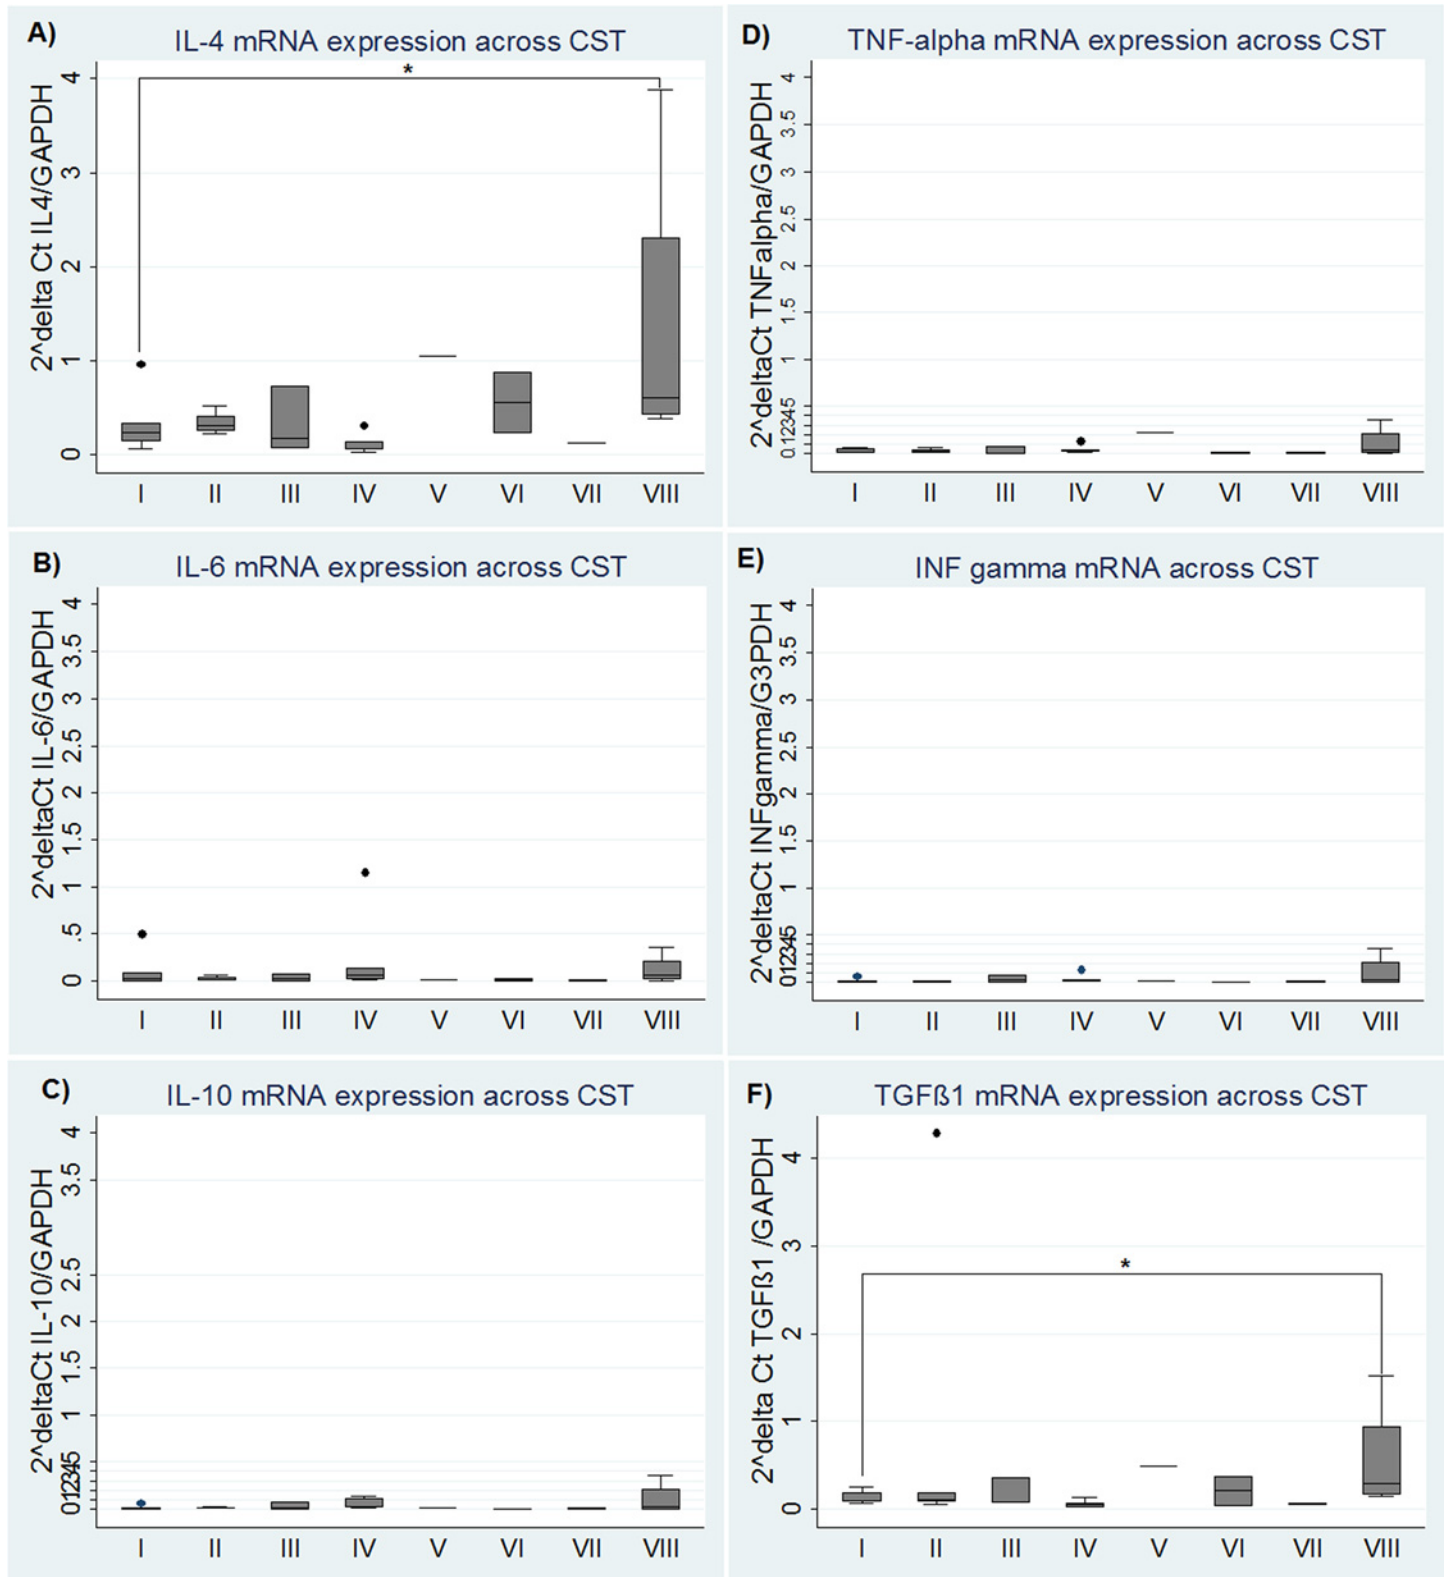 A)
IL-4 mRNA expression across CST
2^delta Ct IL4/GAPDH
4
3
2
1
0
*
I II III IV V VI VII VIII
B)
IL-6 mRNA expression across CST
2^deltaCt IL-6/GAPDH
4
3.5
3
2.5
2
1.5
1
.5
0
I II III IV V VI VII VIII
C)
IL-10 mRNA expression across CST
2^deltaCt IL-10/GAPDH
4
3.5
2.5
2
1.5
1
I II III IV V VI VII VIII
D)
TNF-alpha mRNA expression across CST
2^deltaCt TNFalpha/GAPDH
4
3.5
3
2.5
2
1.5
1
0.12345
I II III IV V VI VII VIII
E)
INF gamma mRNA across CST
2^deltaCt INFgamma/G3PDH
4
3.5
3
2.5
2
1.5
1
I II III IV V VI VII VIII
F)
TGFß1 mRNA expression across CST
2^delta Ct TGFß1 /GAPDH
4
3
2
1
0
*
I II III IV V VI VII VIII